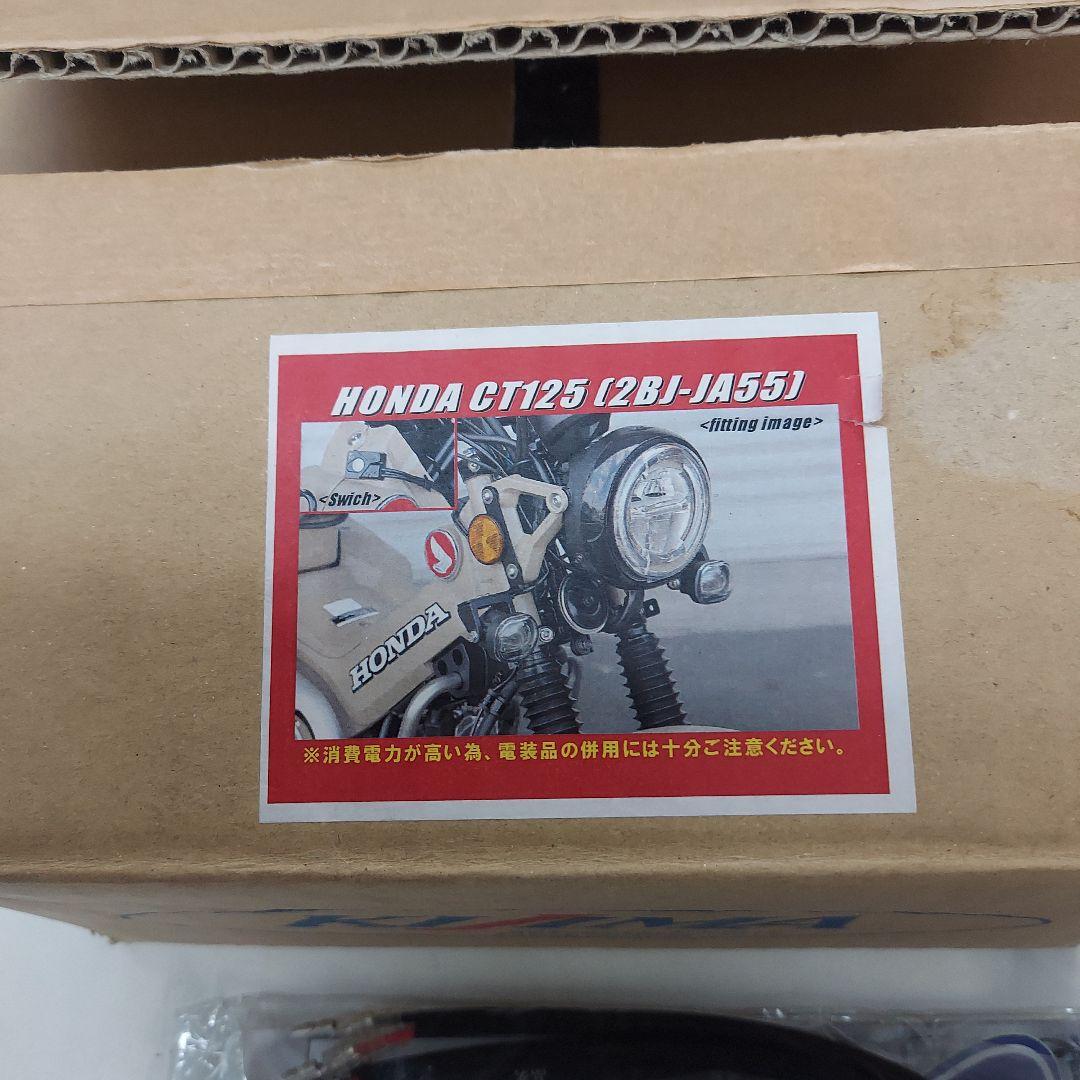 HONDA CT125 (2BJ-JA55)
<fitting image>
<Swich>
HONDA
※消費電力が高い為、電装品の併用には十分ご注意ください。
KIJIMA